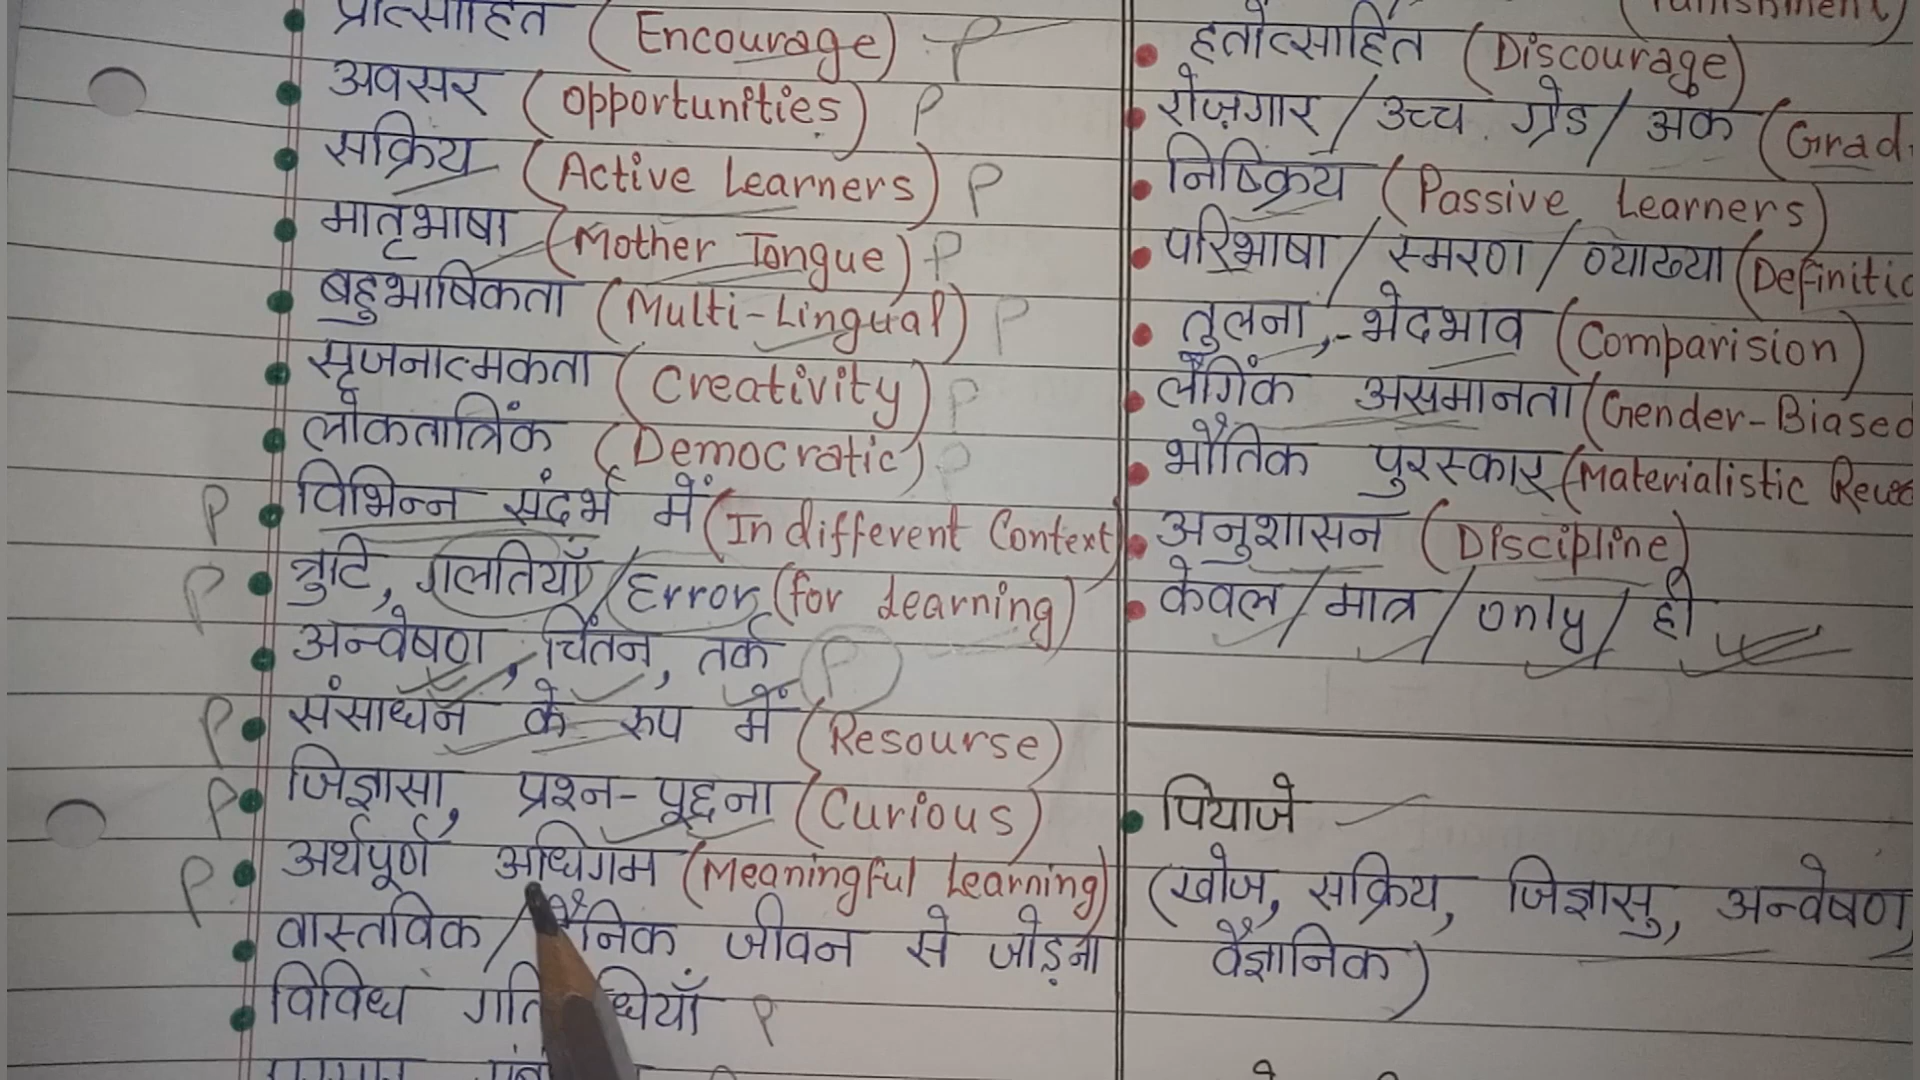 प्रोत्साहित (Encourage) P
अवसर (Opportunities) P
सक्रिय (Active Learners) P
मातृभाषा (Mother Tongue) P
बहुभाषिकता (Multi-Lingual) P
सृजनात्मकता (Creativity) P
लोकतांत्रिक (Democratic) P
P विभिन्न संदर्भ में (In different Context)
P त्रुटि, गलतियाँ/Error (for Learning)
अन्वेषण, चिंतन, तर्क P
P संसाधन के रूप में (Resourse)
P जिज्ञासा, प्रश्न-पूछना (Curious)
P अर्थपूर्ण अधिगम (Meaningful Learning)
वास्तविक/दैनिक जीवन से जोड़ना
विविध P
हतोत्साहित (Discourage)
रोज़गार/उच्च ग्रेड/अंक (Grad
निष्क्रिय (Passive Learners)
परिभाषा/स्मरण/व्याख्या (Definitio
तुलना,-भेदभाव (Comparision)
लैंगिक असमानता (Gender-Biased
भौतिक पुरस्कार (Materialistic
अनुशासन (Discipline)
केवल/मात्र/only/ही
पियाजे
(खोज, सक्रिय, जिज्ञासु, अन्वेषण,
वैज्ञानिक)